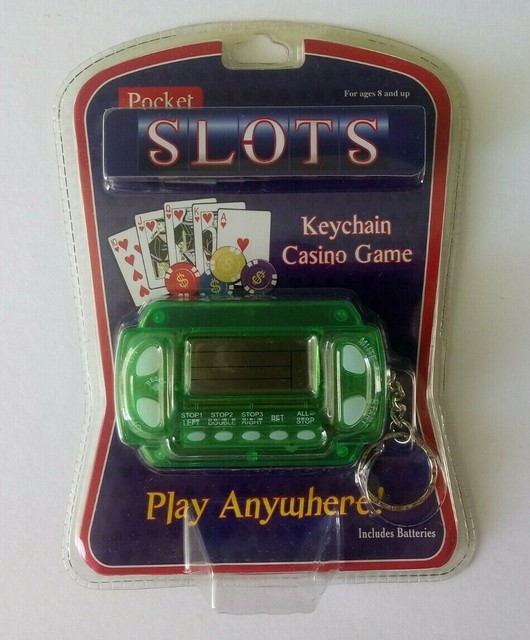 Pocket
For ages 8 and up
SLOTS
Keychain
Casino Game
STOP1 STOP2 STOP3 BET ALL
LEFT DOUBLE RIGHT STOP
Play Anywhere!
Includes Batteries